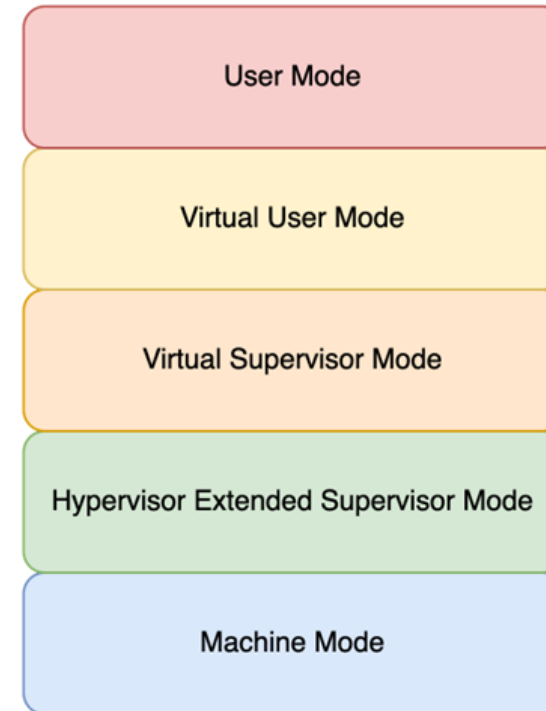 User Mode
Virtual User Mode
Virtual Supervisor Mode
Hypervisor Extended Supervisor Mode
Machine Mode